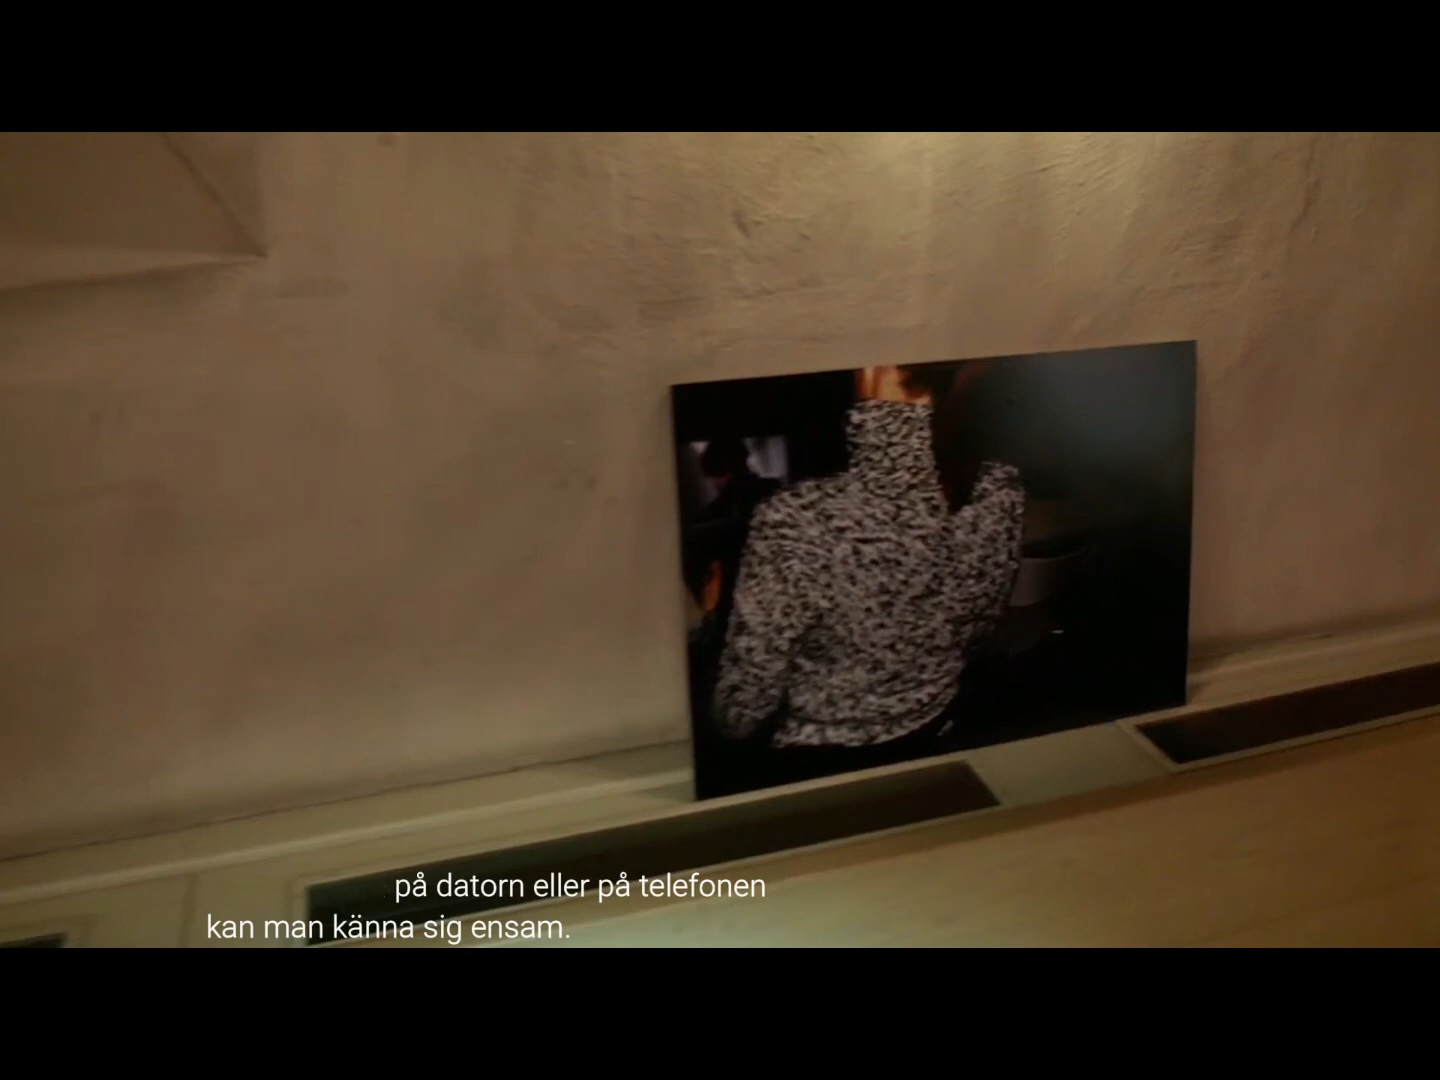 på datorn eller på telefonen
kan man känna sig ensam.